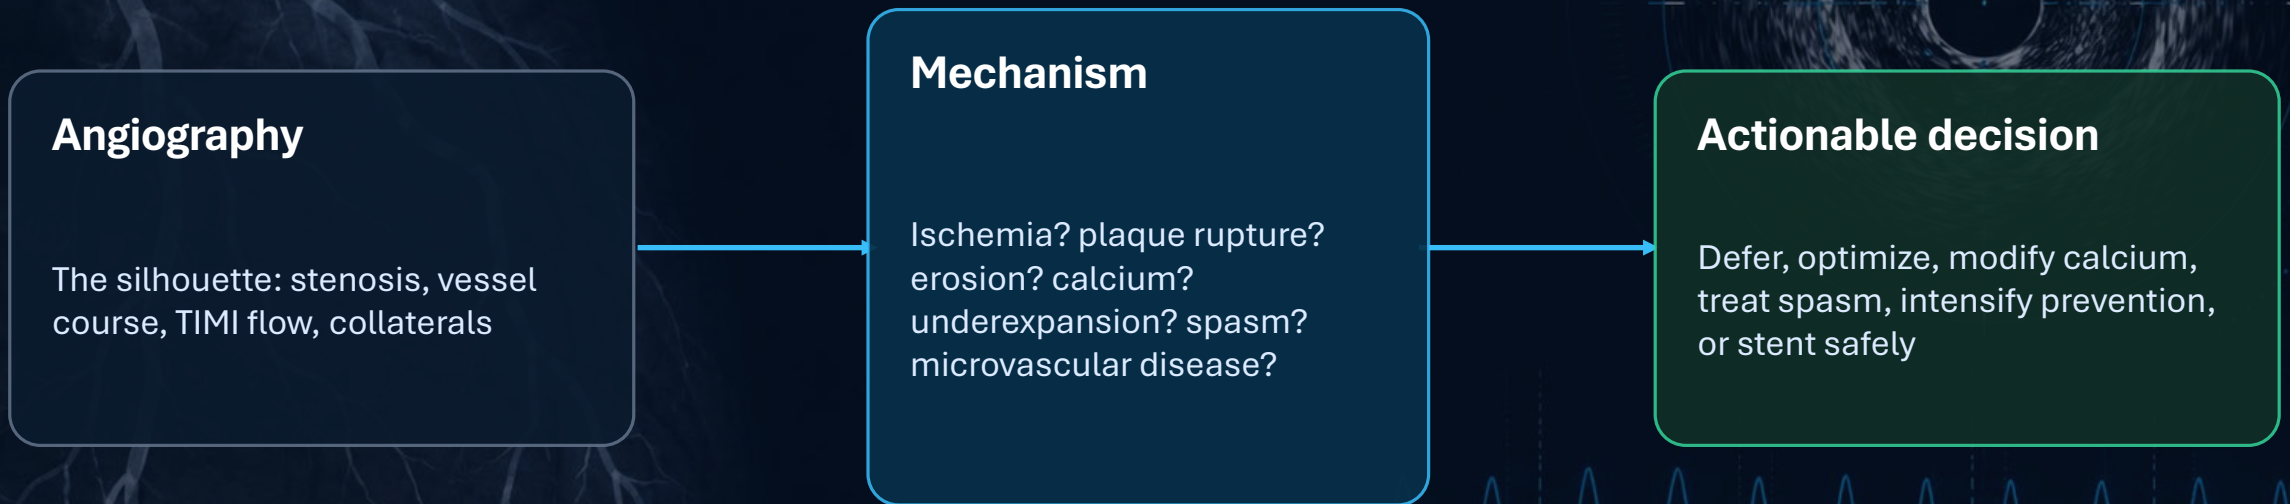 Angiography
The silhouette: stenosis, vessel
course, TIMI flow, collaterals
Mechanism
Ischemia? plaque rupture?
erosion? calcium?
underexpansion? spasm?
microvascular disease?
Actionable decision
Defer, optimize, modify calcium,
treat spasm, intensify prevention,
or stent safely